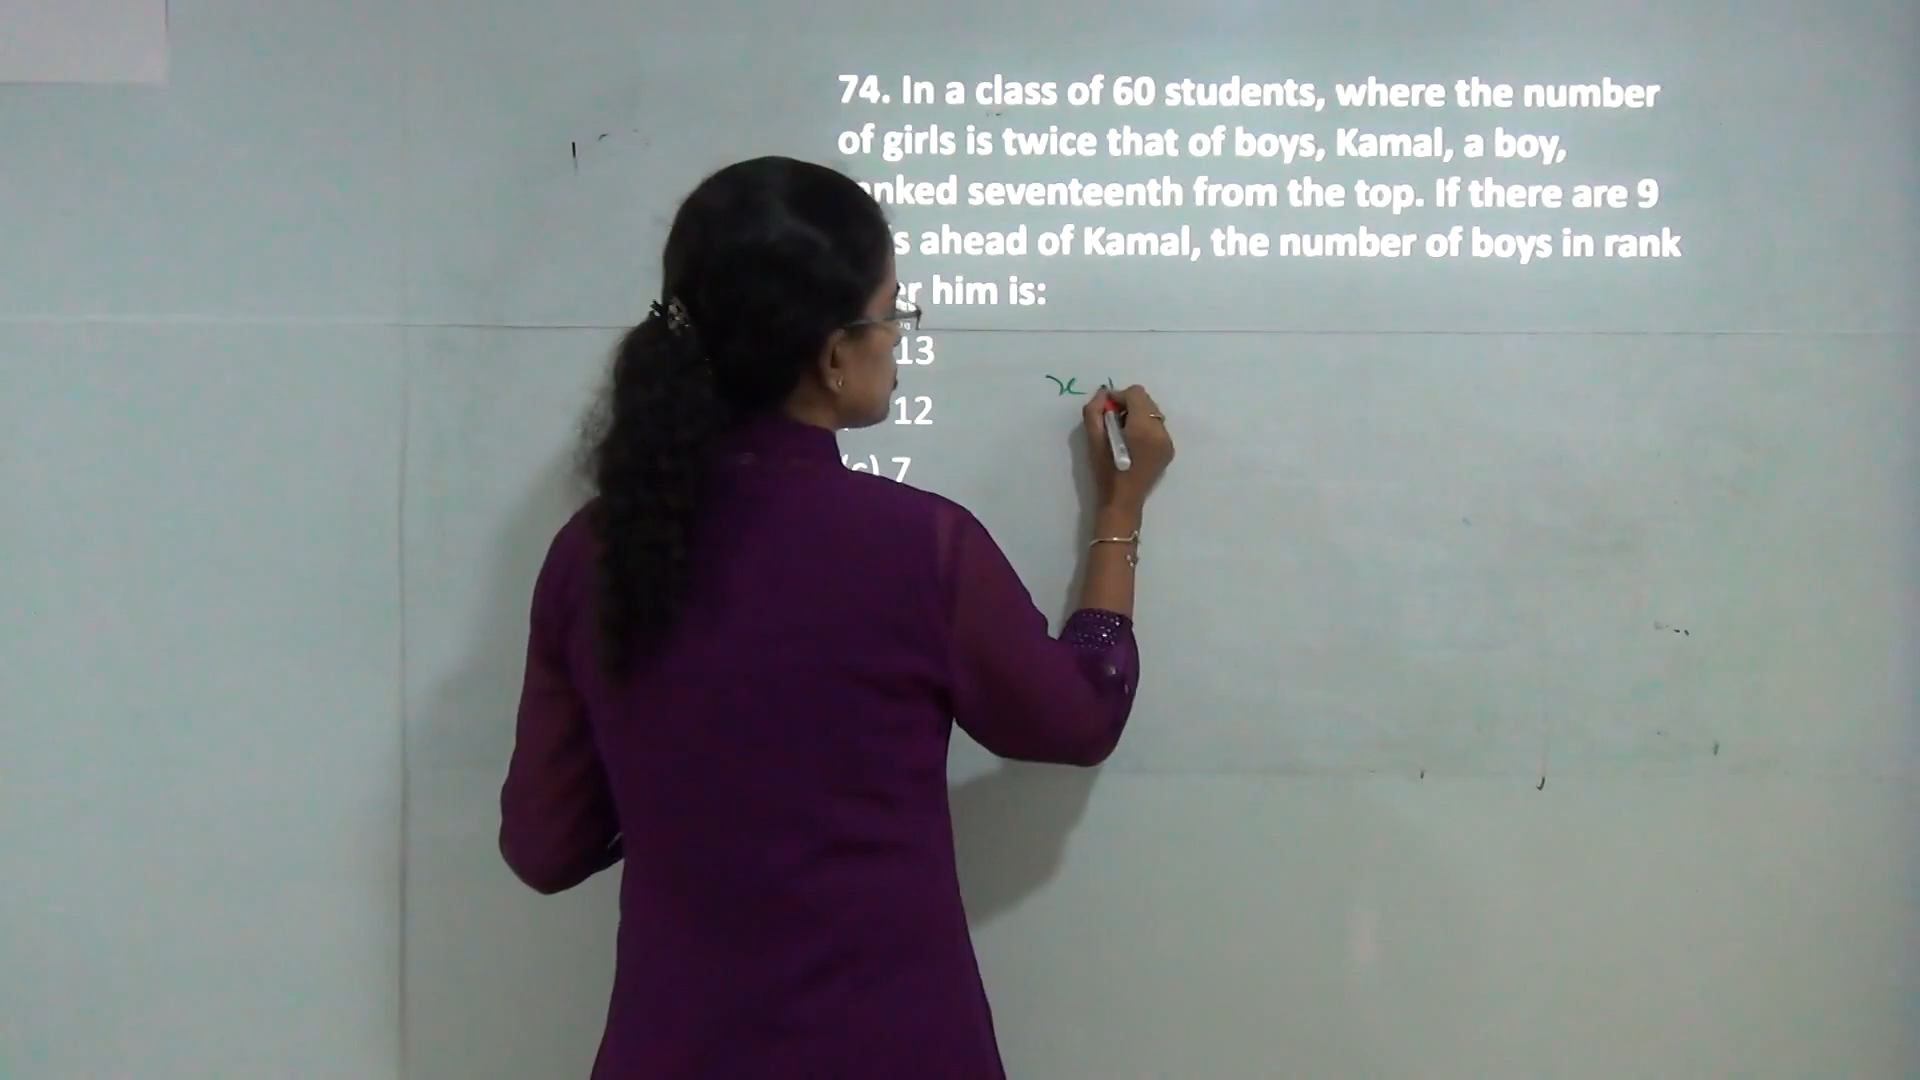 74. In a class of 60 students, where the number
of girls is twice that of boys, Kamal, a boy,
seventeenth from the top. If there are 9
ahead of Kamal, the number of boys in rank
him is:
13
12
(c) 7
x